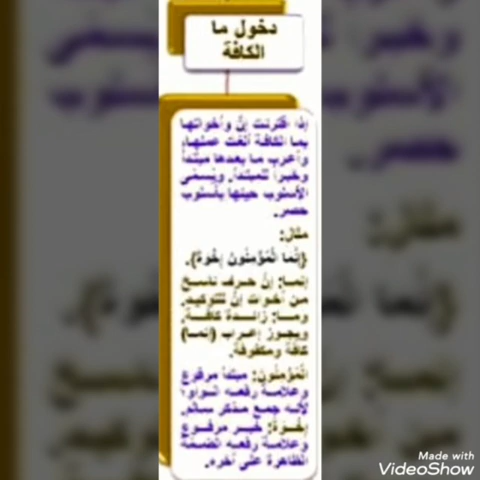 دخول ما
الكافة
إذا اقترنت إنّ وأخواتها
بما الكافة ألغت عملها،
وأعرب ما بعدها مبتدأ
وخبرا للمبتدأ. ويسمى
الأسلوب حينها بأسلوب
حصر.
مثال:
{إنما المؤمنون إخوة}.
إنما: إنّ حرف ناسخ
من أخوات إنّ للتوكيد.
وما: زائدة كافة.
ويجوز إعراب (إنما)
كافة ومكفوفة.
المؤمنون: مبتدأ مرفوع
وعلامة رفعه الواو؛
لأنه جمع مذكر سالم.
إخوة: خبر مرفوع
وعلامة رفعه الضمة
الظاهرة على آخره.
Made with
VideoShow